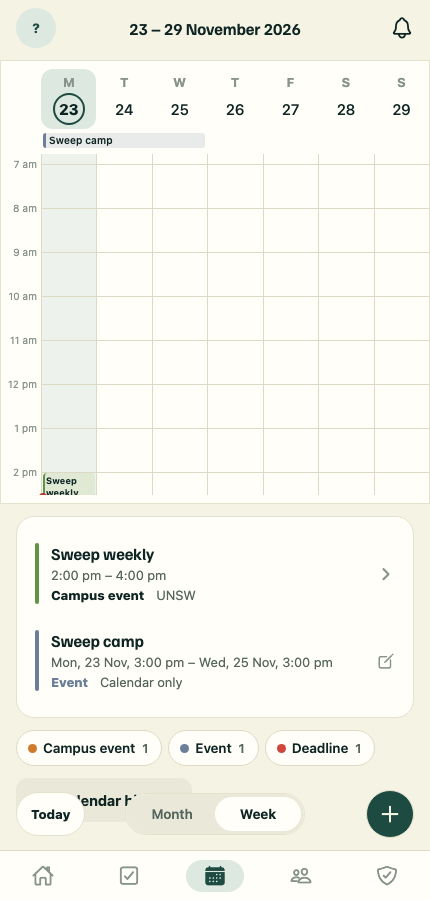 ?
23 – 29 November 2026
M T W T F S S
23 24 25 26 27 28 29
Sweep camp
7 am
8 am
9 am
10 am
11 am
12 pm
1 pm
2 pm
Sweep
weekly
Sweep weekly
2:00 pm – 4:00 pm
Campus event UNSW
Sweep camp
Mon, 23 Nov, 3:00 pm – Wed, 25 Nov, 3:00 pm
Event Calendar only
Campus event 1
Event 1
Deadline 1
Today
Month
Week